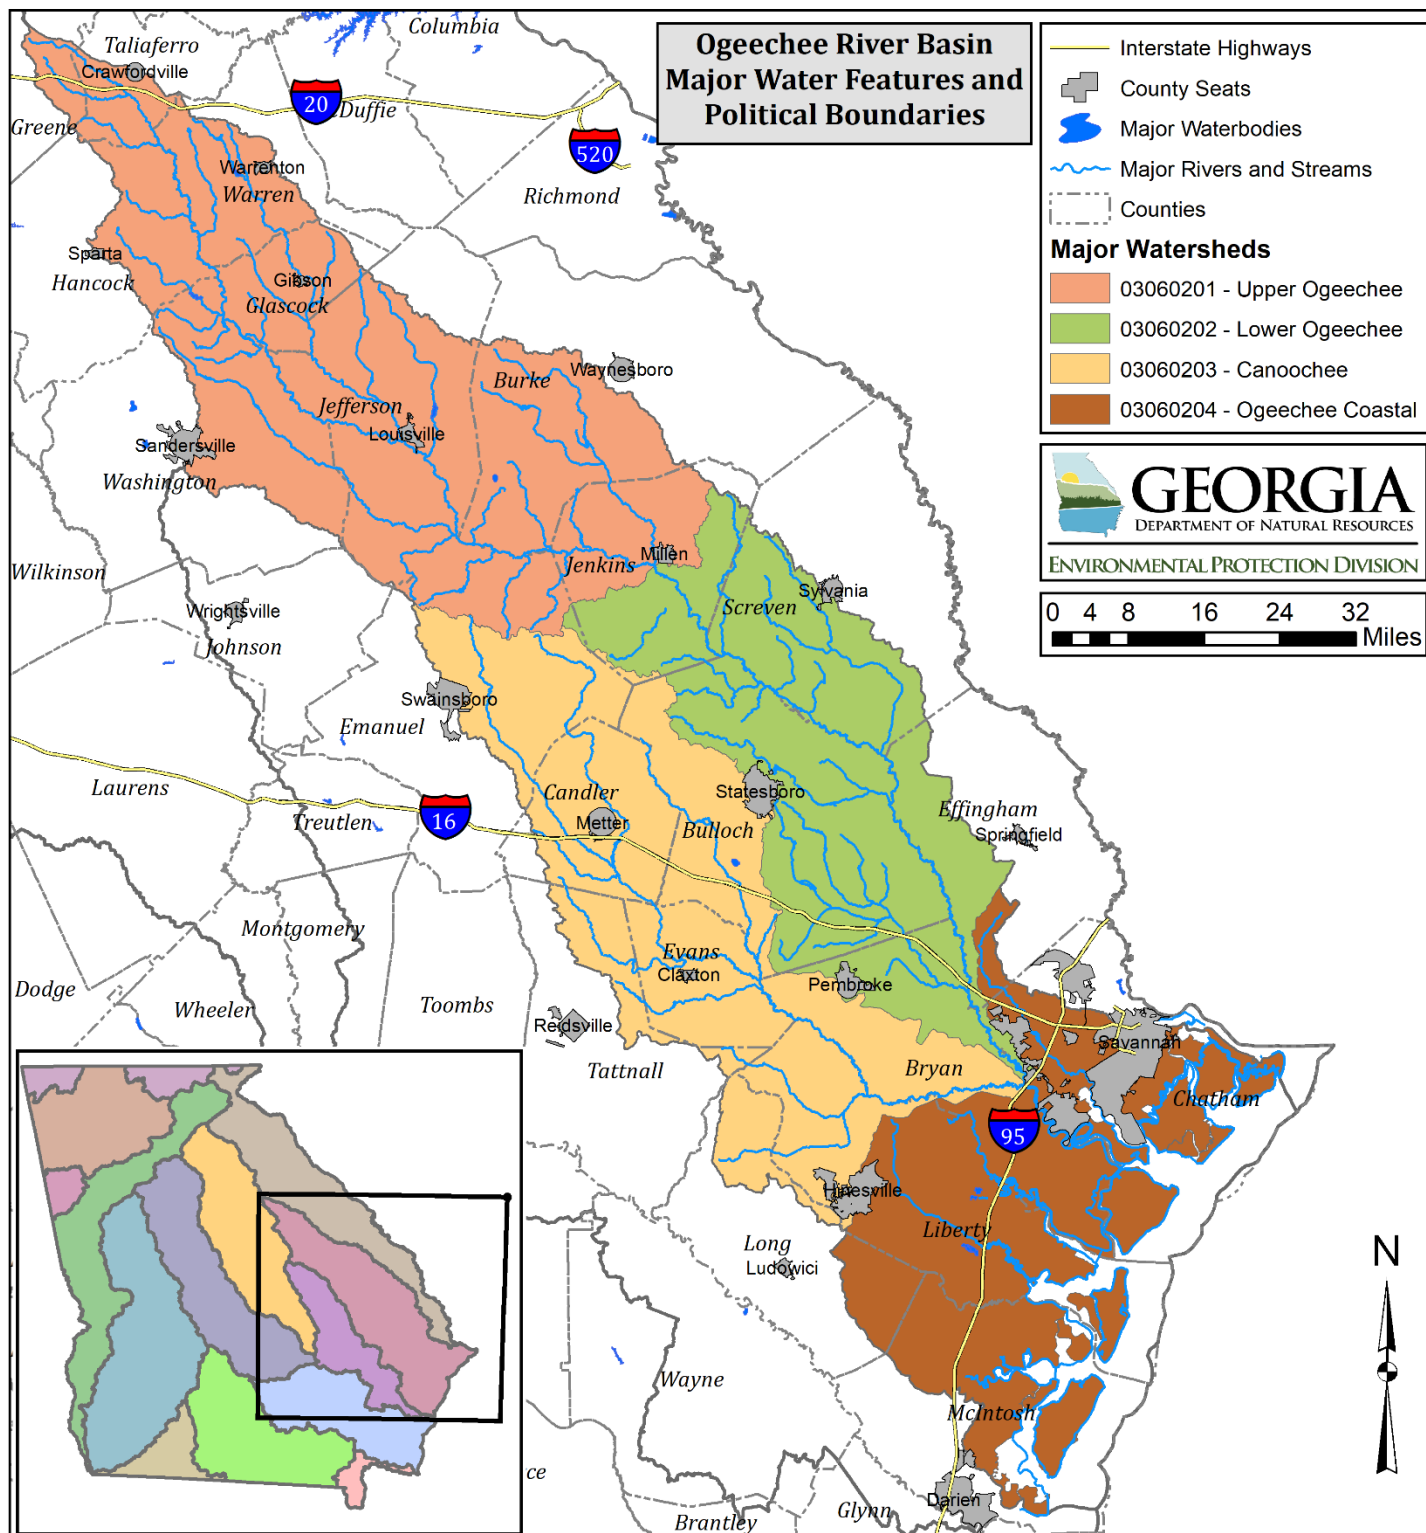 Ogeechee River Basin
Major Water Features and
Political Boundaries
Interstate Highways
County Seats
Major Waterbodies
Major Rivers and Streams
Counties
Major Watersheds
03060201 - Upper Ogeechee
03060202 - Lower Ogeechee
03060203 - Canoochee
03060204 - Ogeechee Coastal
GEORGIA
DEPARTMENT OF NATURAL RESOURCES
ENVIRONMENTAL PROTECTION DIVISION
0 4 8 16 24 32
Miles
Columbia
Taliaferro
Crawfordville
20
Duffie
Greene
520
Warrenton
Warren
Richmond
Sparta
Hancock
Gibson
Glascock
Waynesboro
Burke
Jefferson
Louisville
Sandersville
Washington
Millen
Jenkins
Wilkinson
Sylvania
Screven
Wrightsville
Johnson
Swainsboro
Emanuel
Laurens
Candler
Statesboro
Effingham
Treutlen
16
Metter
Bulloch
Springfield
Montgomery
Evans
Claxton
Pembroke
Dodge
Wheeler
Toombs
Reidsville
Savannah
Tattnall
Bryan
Chatham
95
Hinesville
Liberty
Long
Ludowici
N
Wayne
McIntosh
ce
Darien
Glynn
Brantley